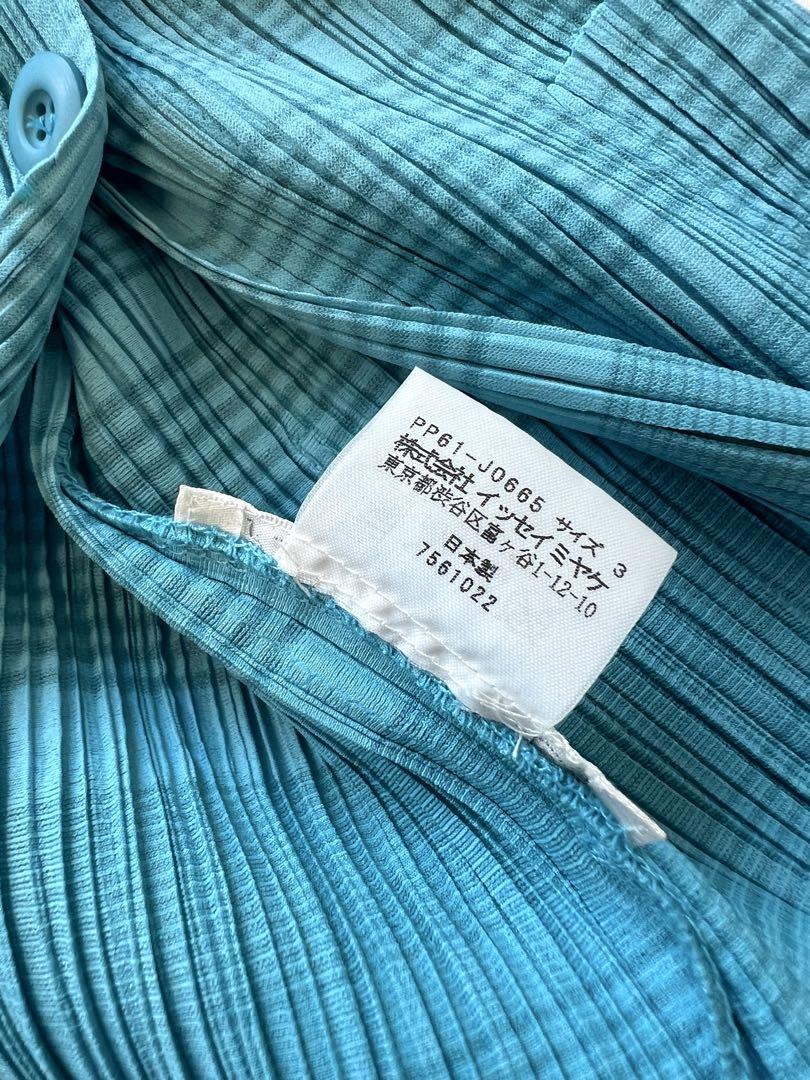 PP61-J0665 サイズ 3
株式会社 イッセイミヤケ
東京都渋谷区富ヶ谷1-12-10
日本製
7561022